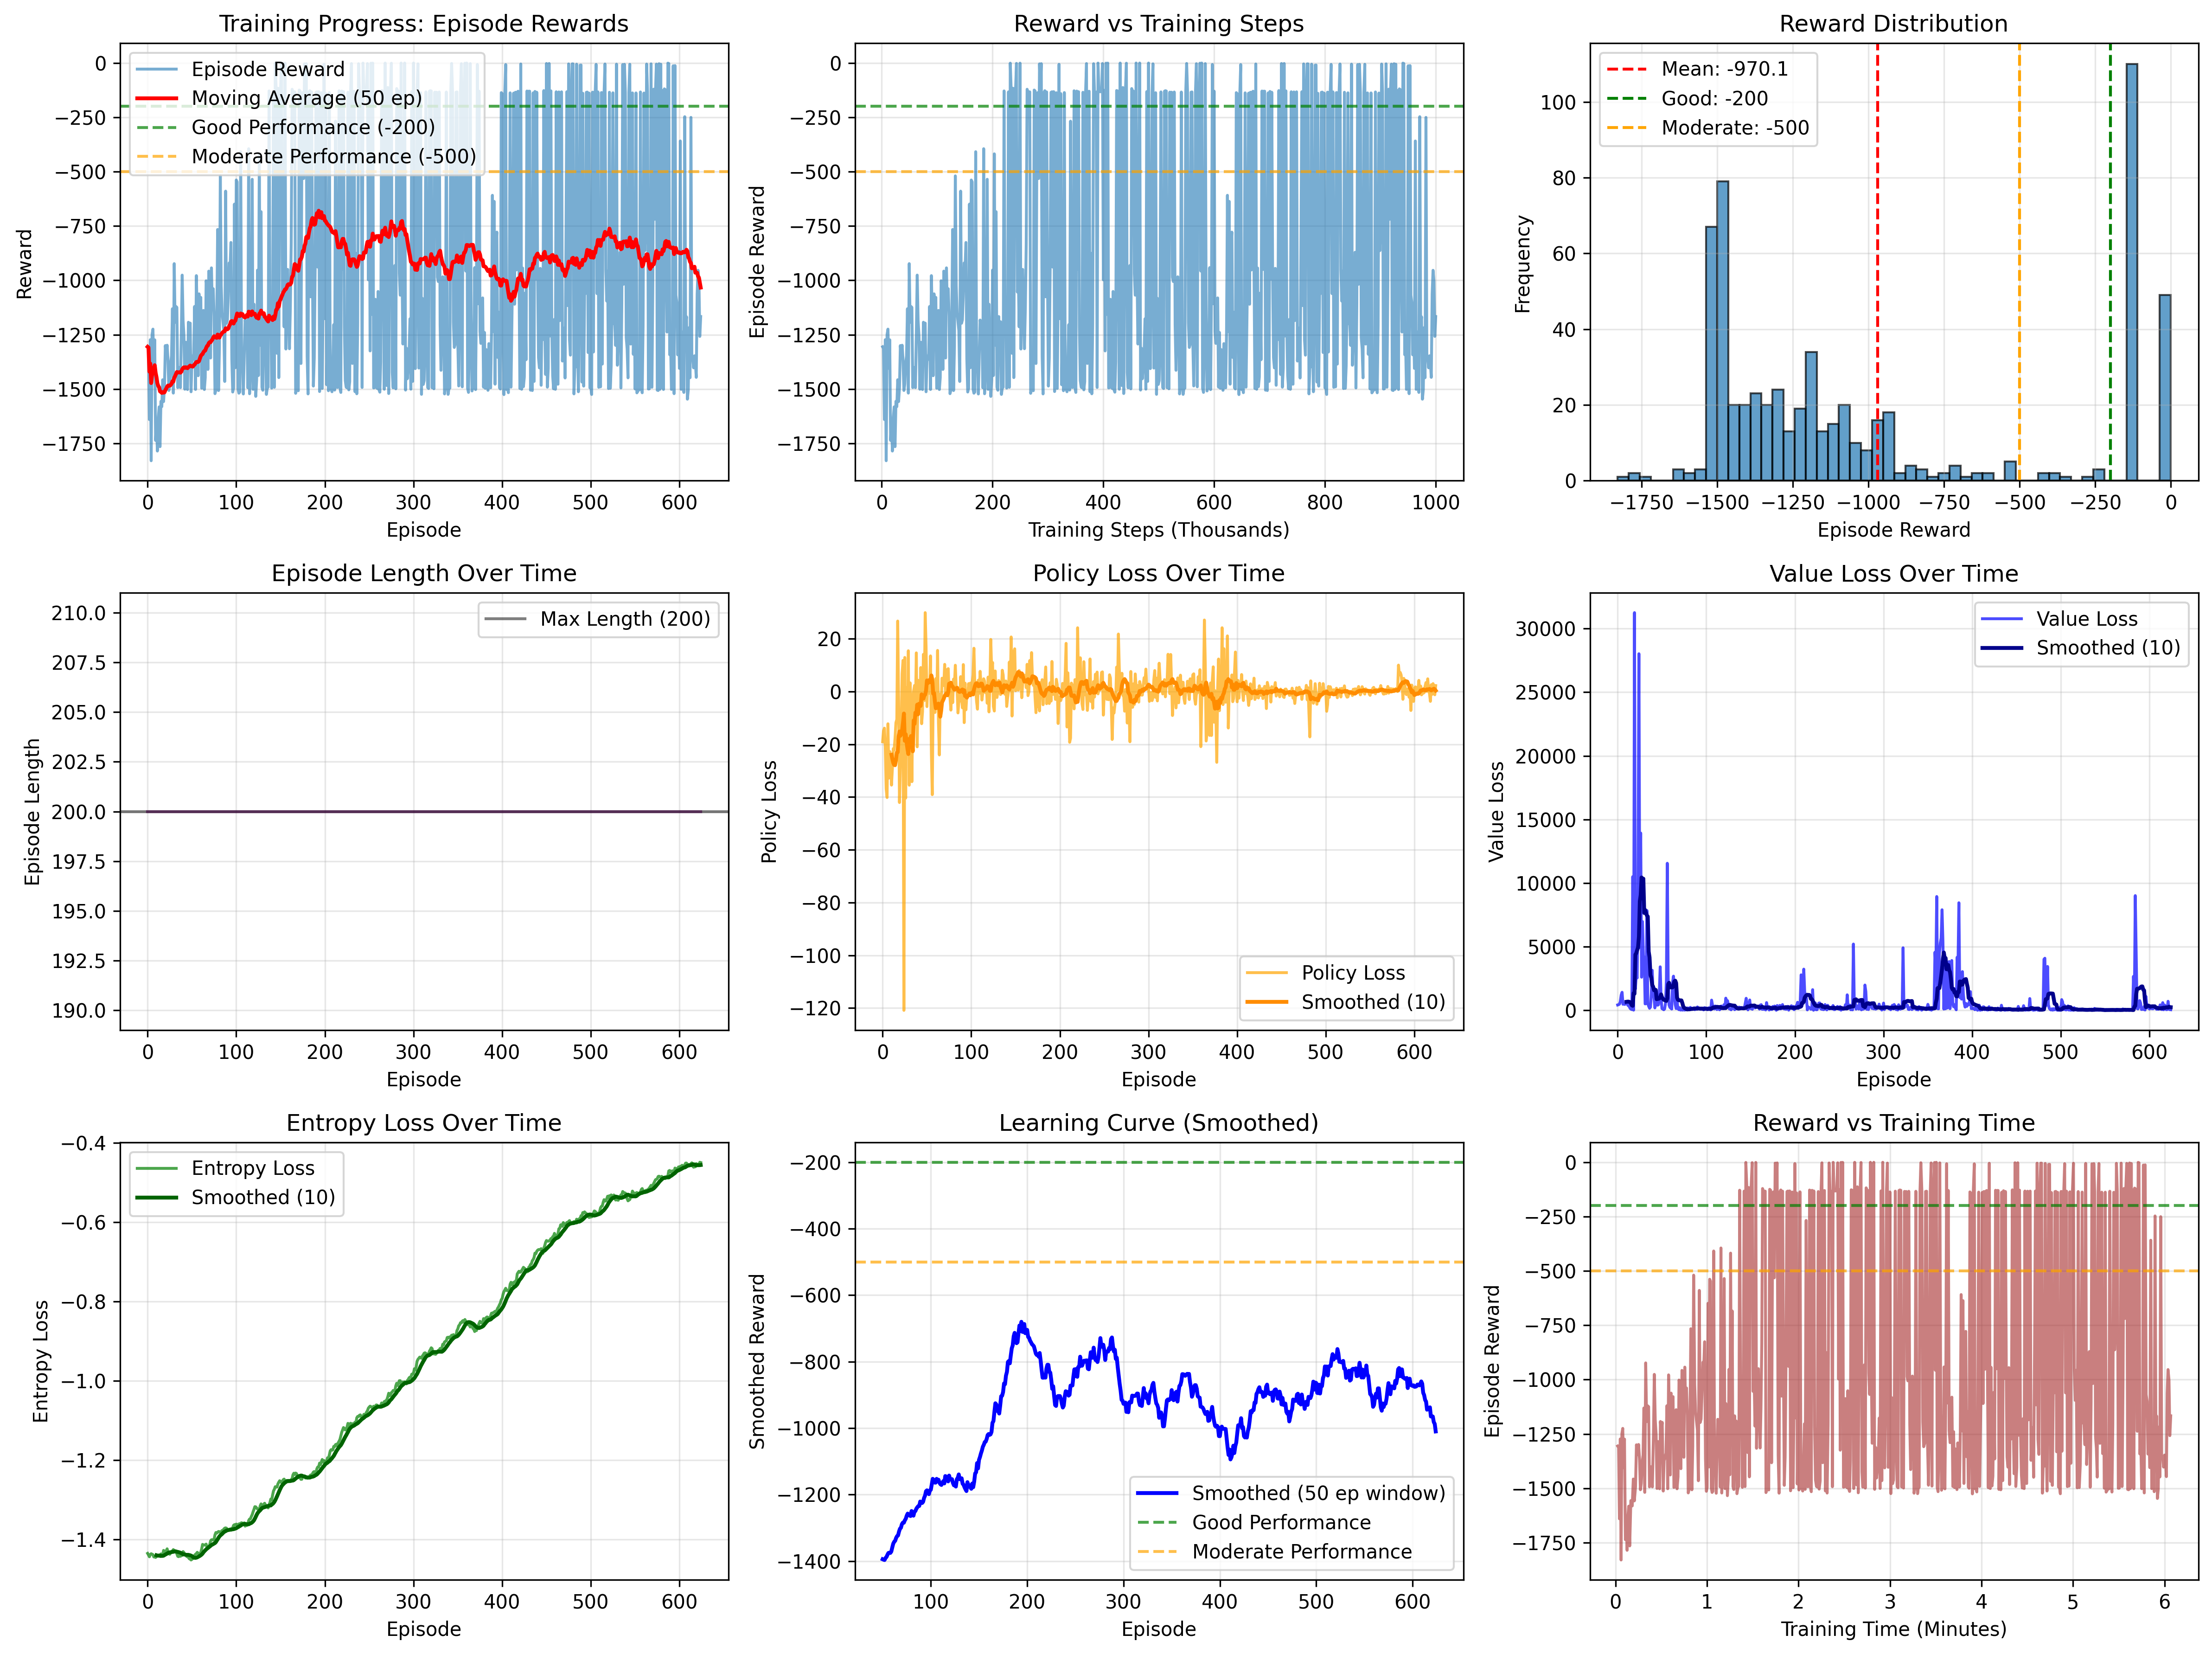 Training Progress: Episode Rewards
Reward
0
−250
−500
−750
−1000
−1250
−1500
−1750
Episode Reward
Moving Average (50 ep)
Good Performance (-200)
Moderate Performance (-500)
0 100 200 300 400 500 600
Episode
Reward vs Training Steps
Episode Reward
0
−250
−500
−750
−1000
−1250
−1500
−1750
0 200 400 600 800 1000
Training Steps (Thousands)
Reward Distribution
Frequency
100
80
60
40
20
0
Mean: -970.1
Good: -200
Moderate: -500
−1750 −1500 −1250 −1000 −750 −500 −250 0
Episode Reward
Episode Length Over Time
Episode Length
210.0
207.5
205.0
202.5
200.0
197.5
195.0
192.5
190.0
Max Length (200)
0 100 200 300 400 500 600
Episode
Policy Loss Over Time
Policy Loss
20
0
−20
−40
−60
−80
−100
−120
Policy Loss
Smoothed (10)
0 100 200 300 400 500 600
Episode
Value Loss Over Time
Value Loss
30000
25000
20000
15000
10000
5000
0
Value Loss
Smoothed (10)
0 100 200 300 400 500 600
Episode
Entropy Loss Over Time
Entropy Loss
−0.4
−0.6
−0.8
−1.0
−1.2
−1.4
Entropy Loss
Smoothed (10)
0 100 200 300 400 500 600
Episode
Learning Curve (Smoothed)
Smoothed Reward
−200
−400
−600
−800
−1000
−1200
−1400
Smoothed (50 ep window)
Good Performance
Moderate Performance
100 200 300 400 500 600
Episode
Reward vs Training Time
Episode Reward
0
−250
−500
−750
−1000
−1250
−1500
−1750
0 1 2 3 4 5 6
Training Time (Minutes)